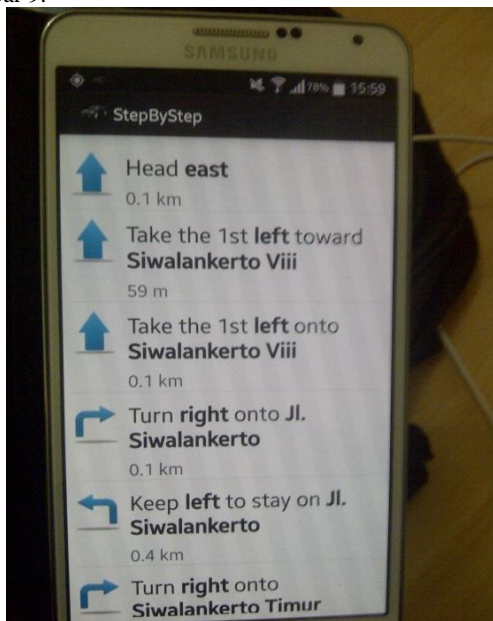 SAMSUNG
78% 15:59
StepByStep
Head east
0.1 km
Take the 1st left toward
Siwalankerto Viii
59 m
Take the 1st left onto
Siwalankerto Viii
0.1 km
Turn right onto Jl.
Siwalankerto
0.1 km
Keep left to stay on Jl.
Siwalankerto
0.4 km
Turn right onto
Siwalankerto Timur